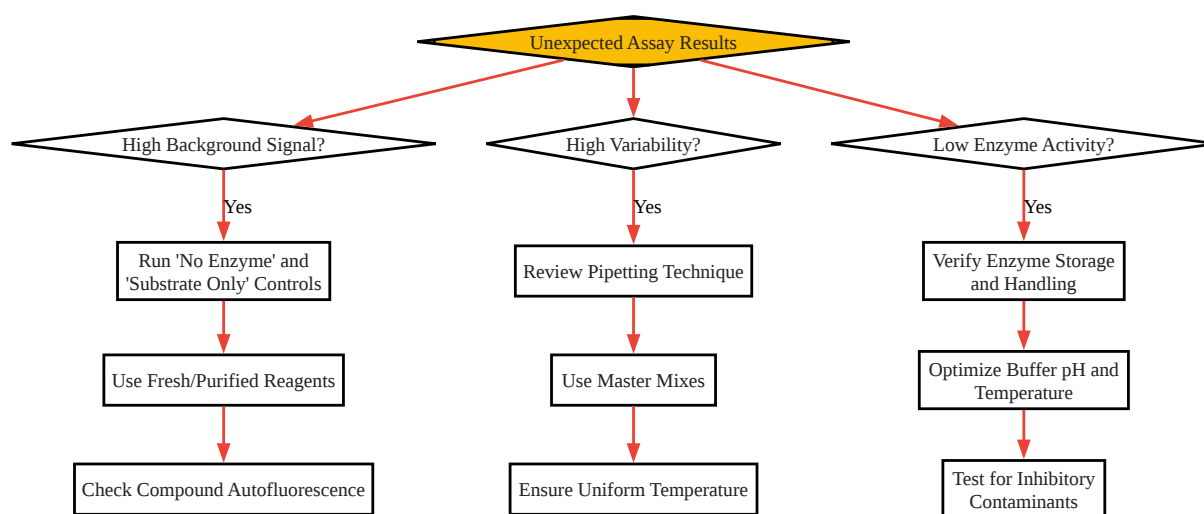 Unexpected Assay Results
High Background Signal?
High Variability?
Low Enzyme Activity?
Yes
Yes
Yes
Run 'No Enzyme' and
'Substrate Only' Controls
Review Pipetting Technique
Verify Enzyme Storage
and Handling
Use Fresh/Purified Reagents
Use Master Mixes
Optimize Buffer pH and
Temperature
Check Compound Autofluorescence
Ensure Uniform Temperature
Test for Inhibitory
Contaminants